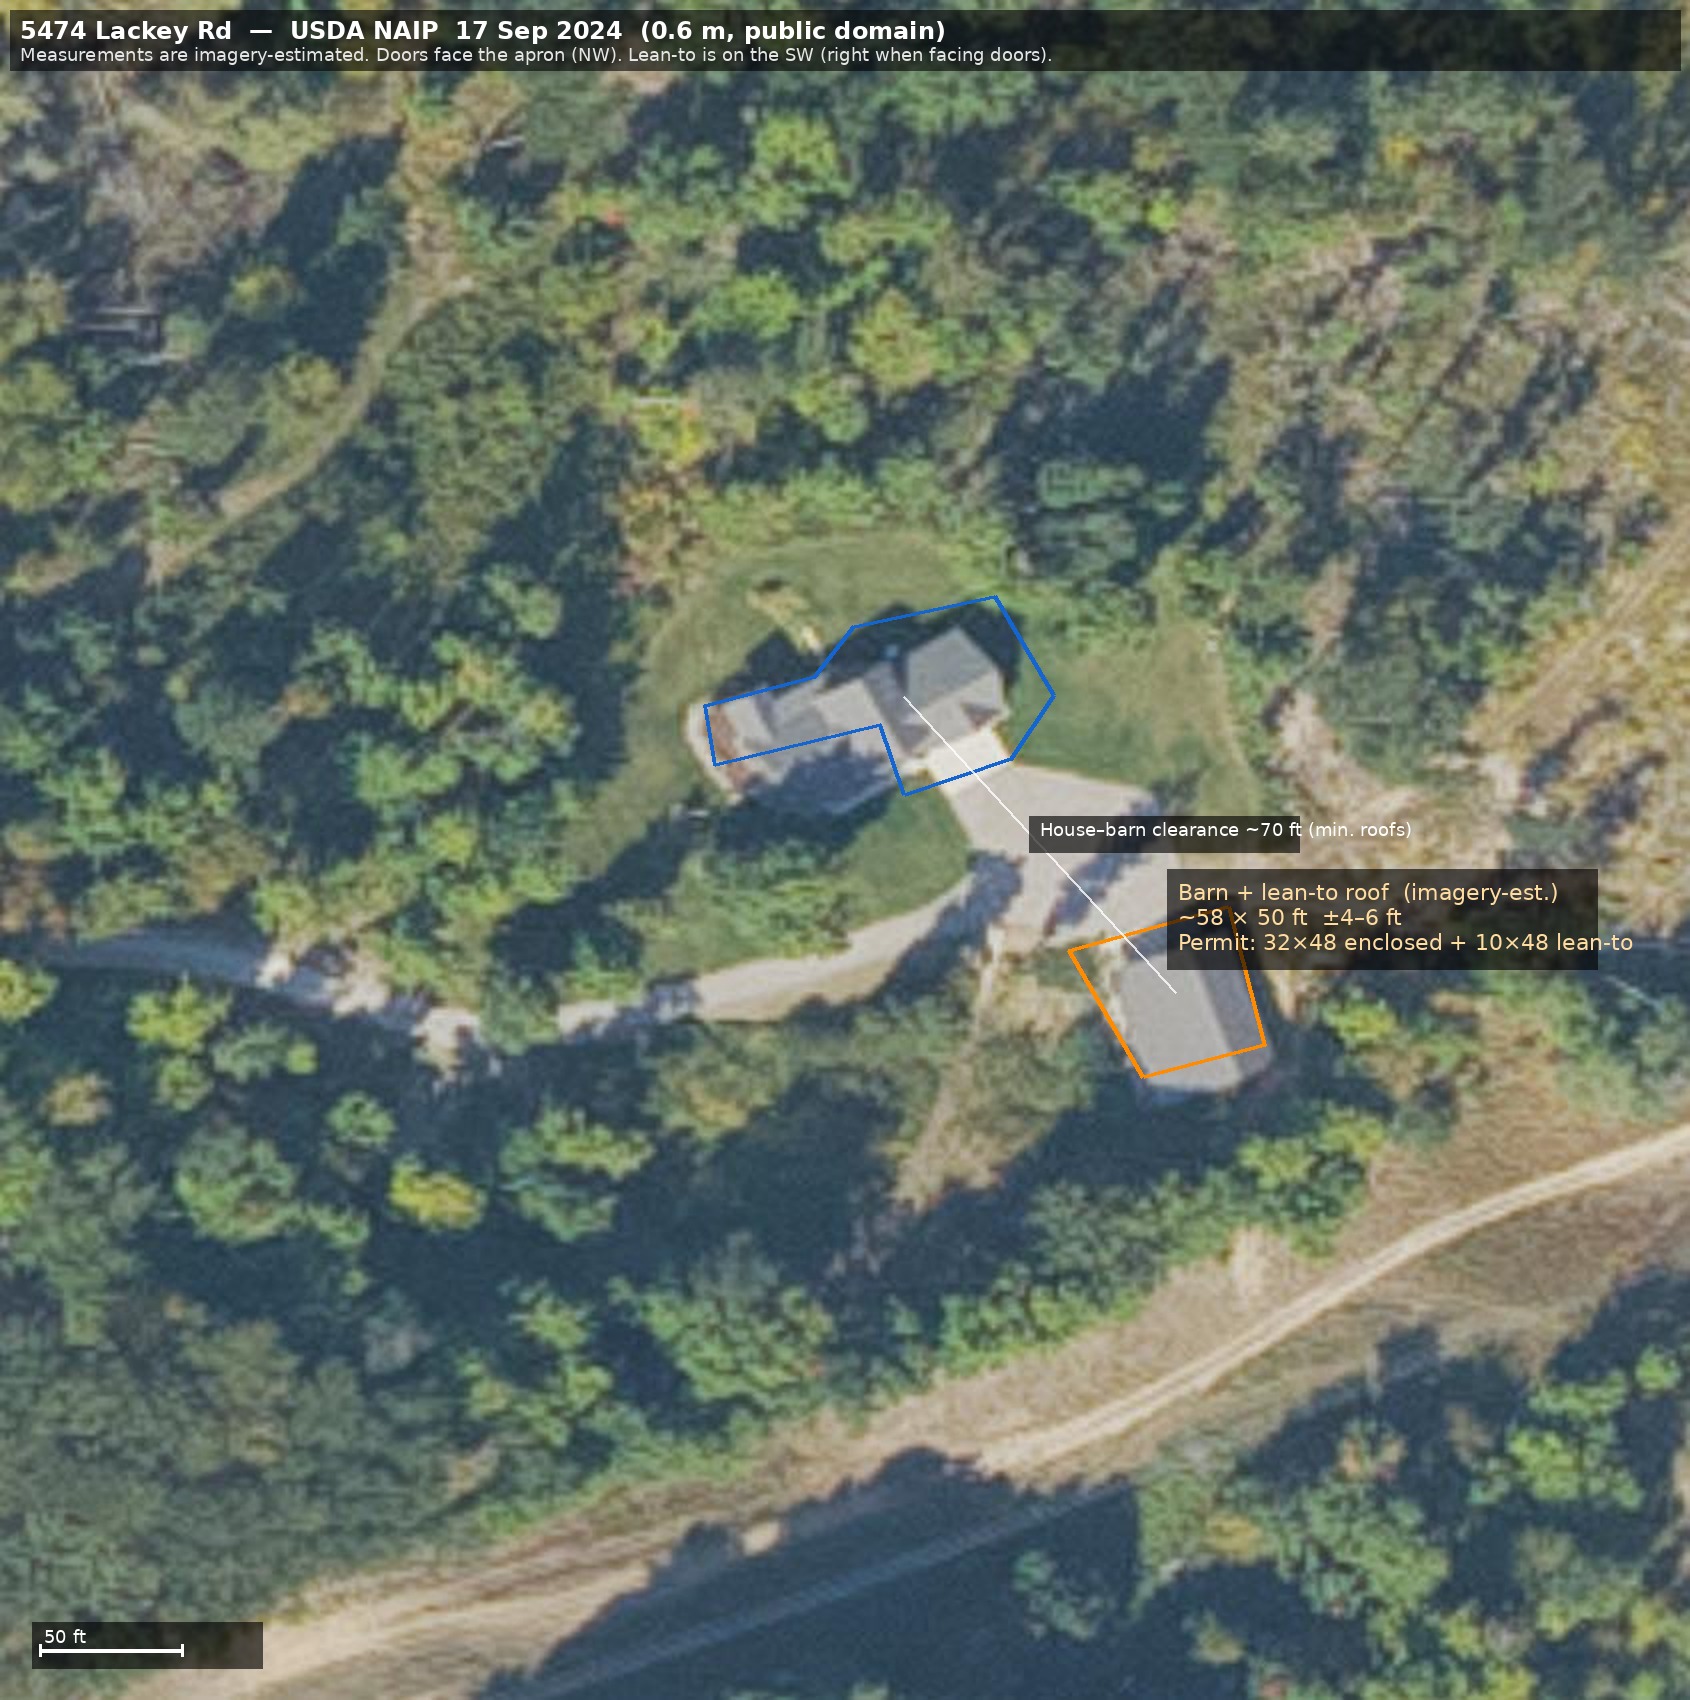 5474 Lackey Rd — USDA NAIP 17 Sep 2024 (0.6 m, public domain)
Measurements are imagery-estimated. Doors face the apron (NW). Lean-to is on the SW (right when facing doors).
House–barn clearance ~70 ft (min. roofs)
Barn + lean-to roof (imagery-est.)
~58 × 50 ft ±4–6 ft
Permit: 32×48 enclosed + 10×48 lean-to
50 ft